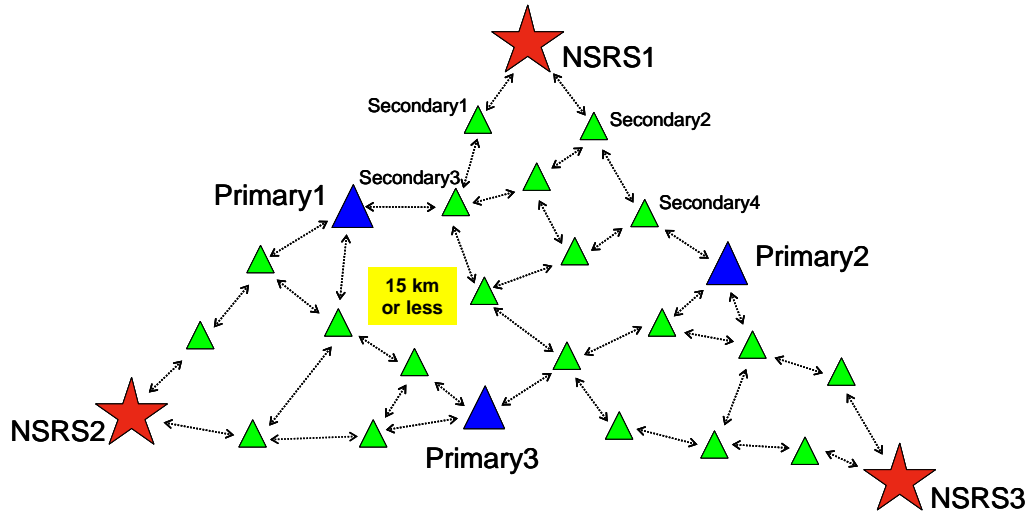 NSRS1
Secondary1
Secondary2
Secondary3
Primary1
Secondary4
Primary2
15 km
or less
NSRS2
Primary3
NSRS3